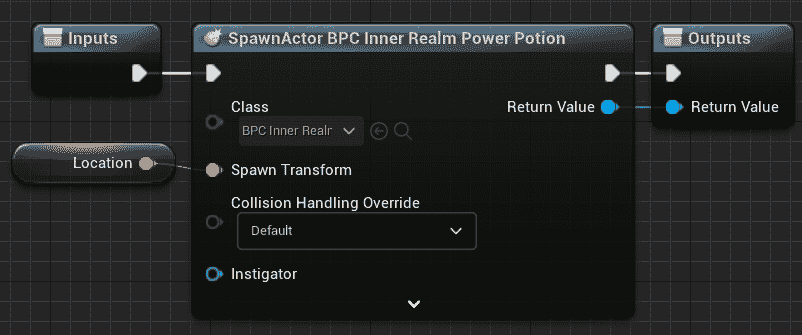 Inputs
SpawnActor BPC Inner Realm Power Potion
Outputs
Class
Return Value
Return Value
BPC Inner Realr
Location
Spawn Transform
Collision Handling Override
Default
Instigator